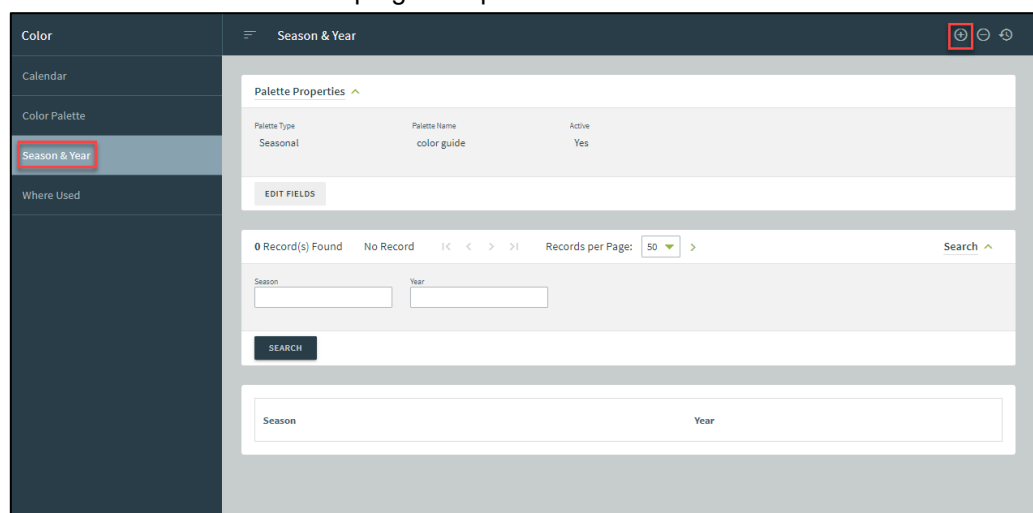 Color
Season & Year
Calendar
Color Palette
Season & Year
Where Used
Palette Properties
Palette Type Palette Name Active
Seasonal color guide Yes
EDIT FIELDS
0 Record(s) Found No Record Records per Page: 50 Search
Season Year
SEARCH
Season Year